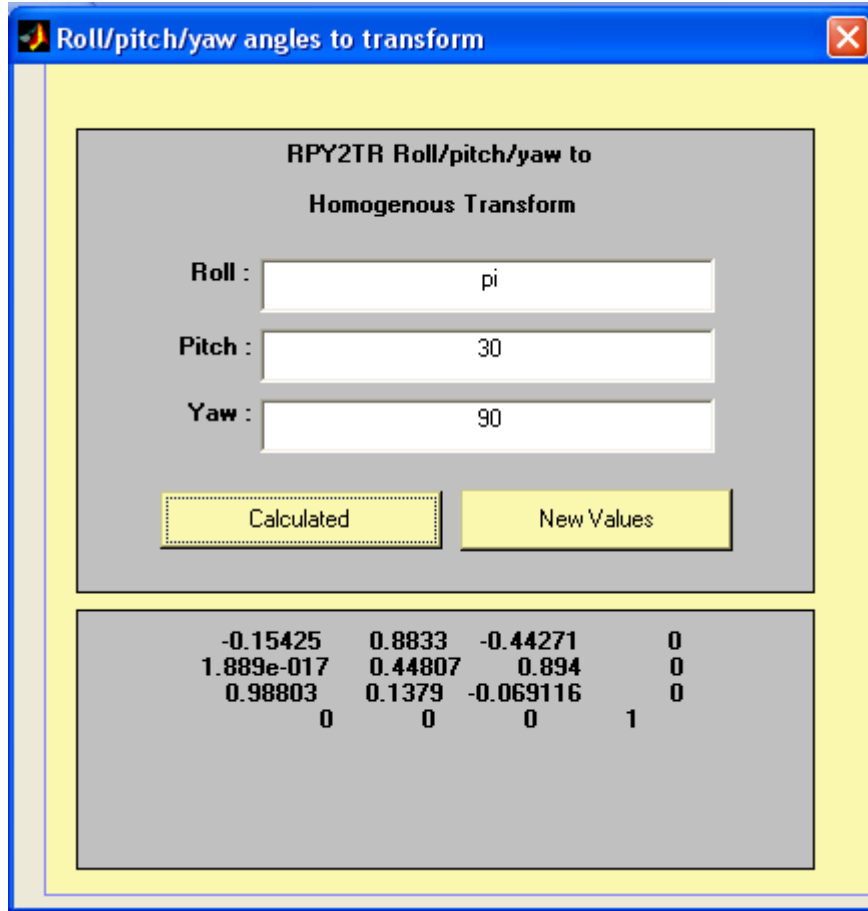 Roll/pitch/yaw angles to transform
RPY2TR Roll/pitch/yaw to
Homogenous Transform
Roll : pi
Pitch : 30
Yaw : 90
Calculated New Values
-0.15425 0.8833 -0.44271 0
1.889e-017 0.44807 0.894 0
0.98803 0.1379 -0.069116 0
0 0 0 1